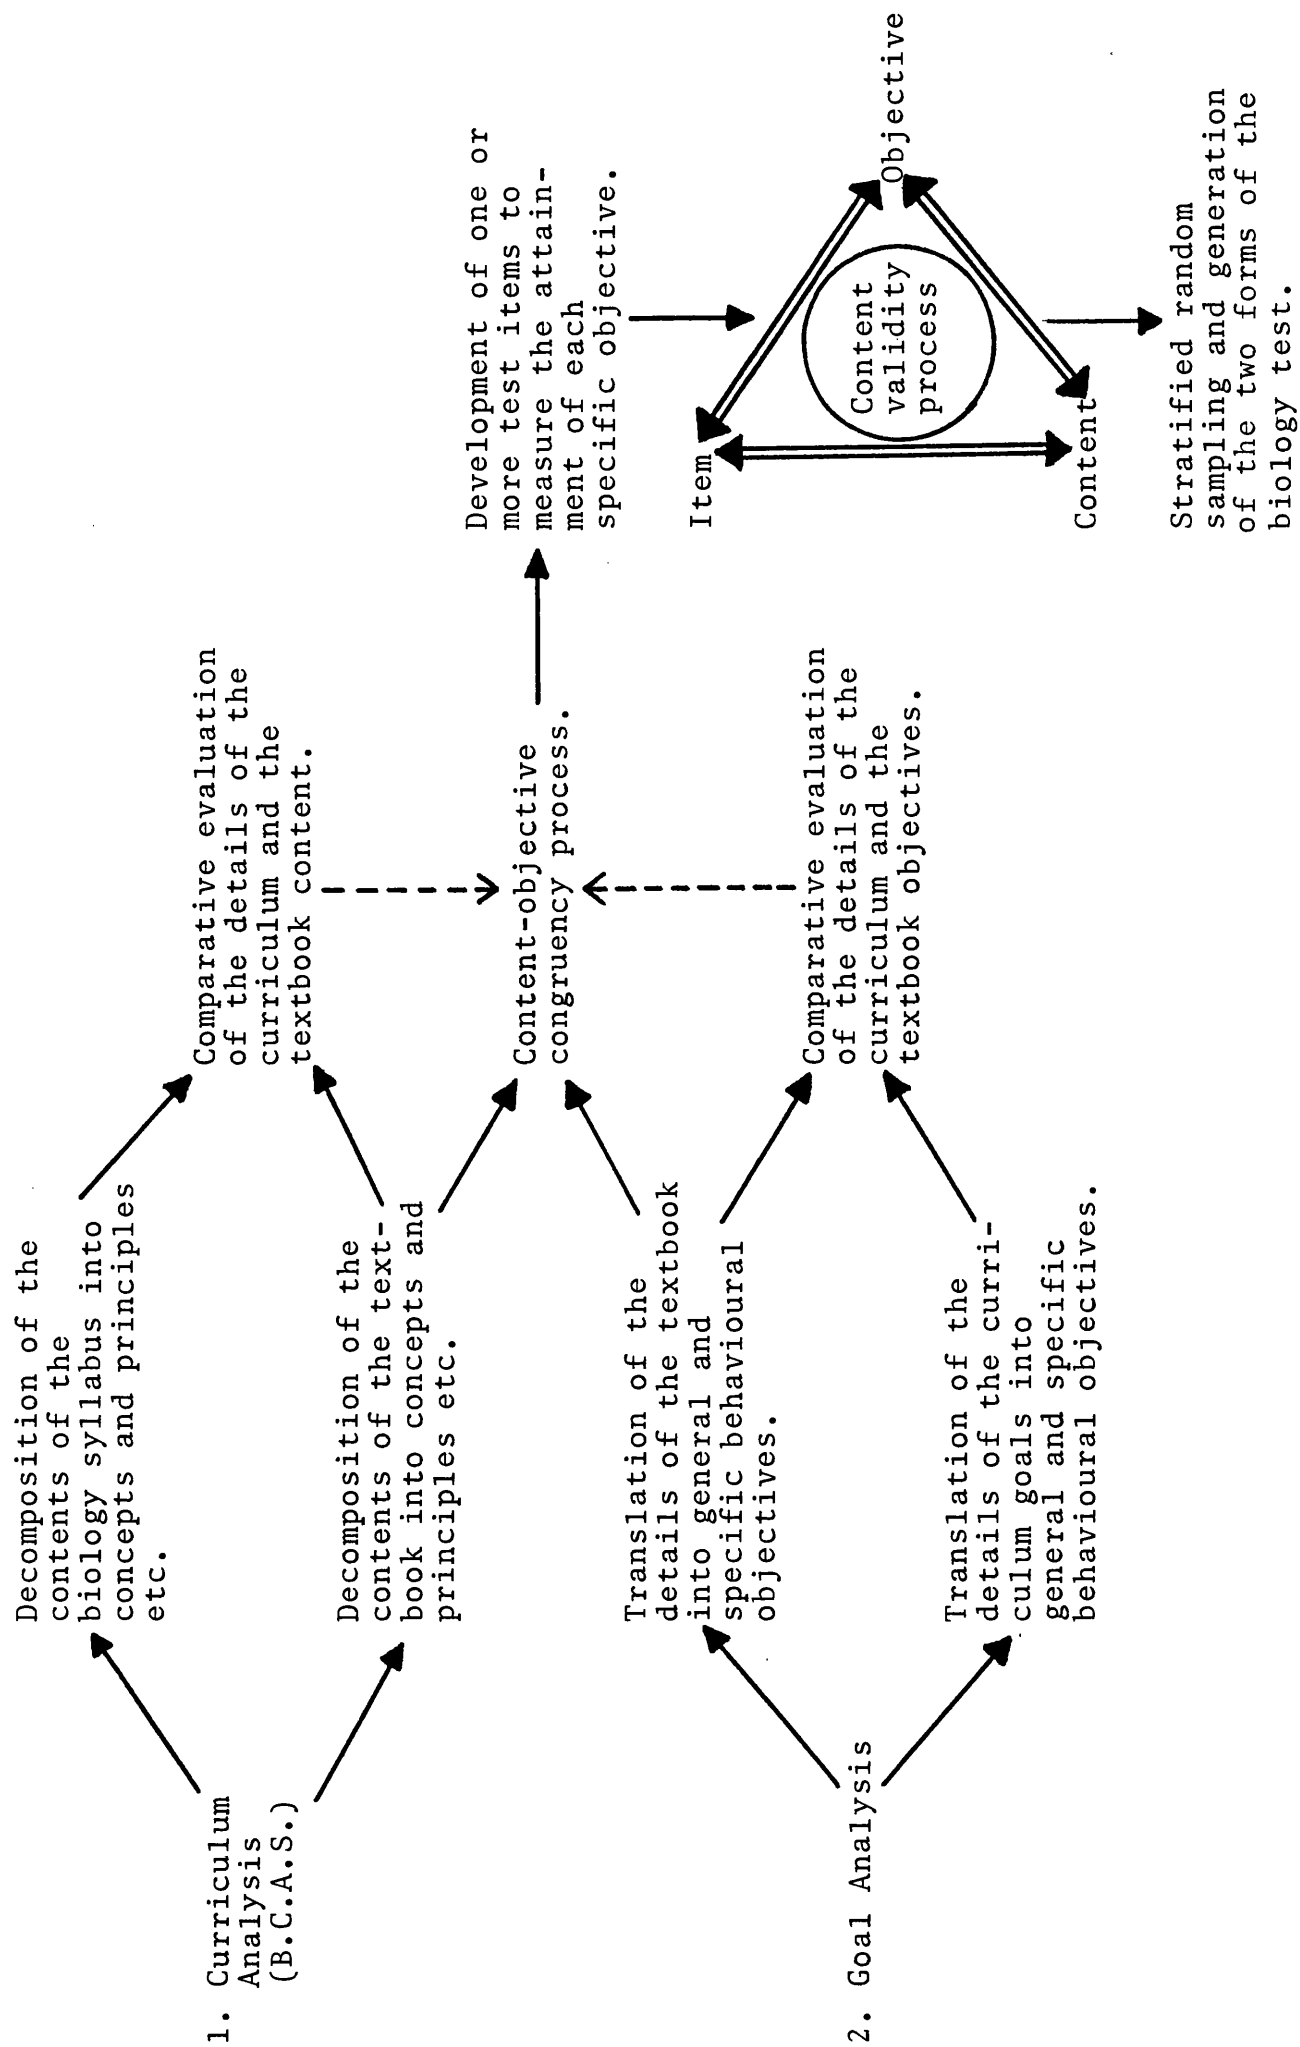 1. Curriculum
Analysis
(B.C.A.S.)
2. Goal Analysis
Decomposition of the
contents of the
biology syllabus into
concepts and principles
etc.
Decomposition of the
contents of the text-
book into concepts and
principles etc.
Translation of the
details of the textbook
into general and
specific behavioural
objectives.
Translation of the
details of the curri-
culum goals into
general and specific
behavioural objectives.
Comparative evaluation
of the details of the
curriculum and the
textbook content.
Content-objective
congruency process.
Comparative evaluation
of the details of the
curriculum and the
textbook objectives.
Development of one or
more test items to
measure the attain-
ment of each
specific objective.
Item
Objective
Content
validity
process
Content
Stratified random
sampling and generation
of the two forms of the
biology test.